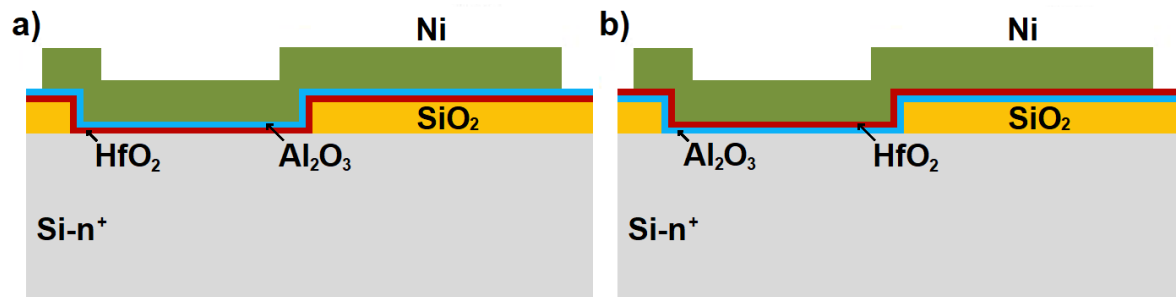 a)
Ni
SiO₂
HfO₂
Al₂O₃
Si-n⁺
b)
Ni
SiO₂
Al₂O₃
HfO₂
Si-n⁺